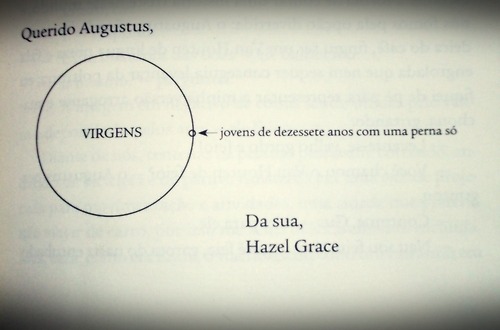 Querido Augustus,
VIRGENS
jovens de dezessete anos com uma perna só
Da sua,
Hazel Grace